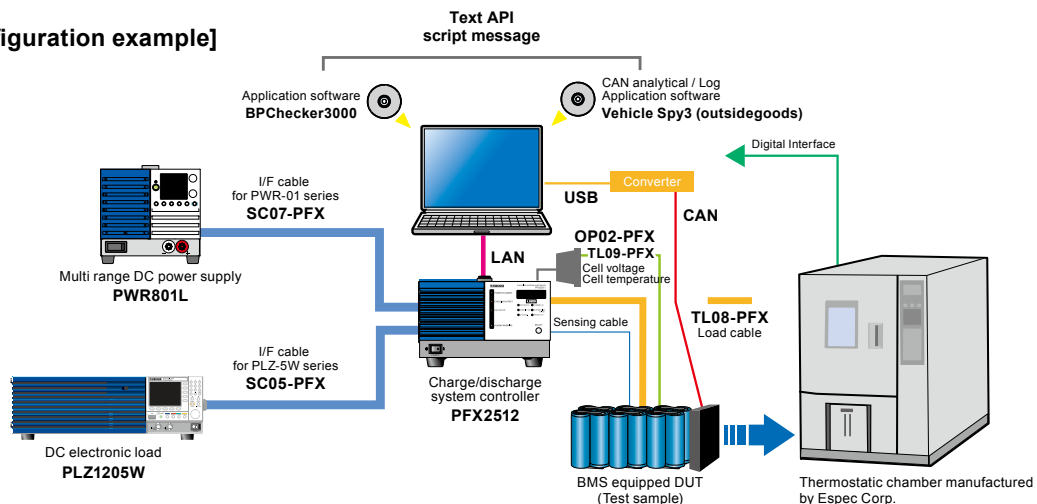 Text API
script message
figuration example]
Application software
BPChecker3000
CAN analytical / Log
Application software
Vehicle Spy3 (outsidegoods)
Digital Interface
I/F cable
for PWR-01 series
SC07-PFX
USB
Converter
CAN
Multi range DC power supply
PWR801L
LAN
OP02-PFX
TL09-PFX
Cell voltage
Cell temperature
Sensing cable
TL08-PFX
Load cable
I/F cable
for PLZ-5W series
SC05-PFX
Charge/discharge
system controller
PFX2512
DC electronic load
PLZ1205W
BMS equipped DUT
(Test sample)
Thermostatic chamber manufactured
by Espec Corp.